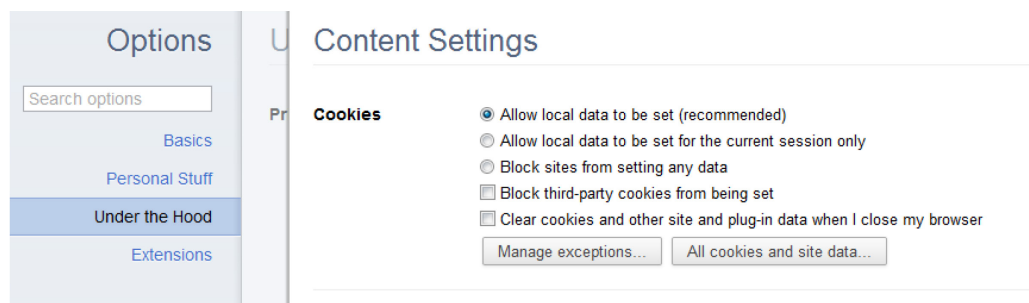 Options
Search options
Basics
Personal Stuff
Under the Hood
Extensions
U
Pr
Content Settings
Cookies
Allow local data to be set (recommended)
Allow local data to be set for the current session only
Block sites from setting any data
Block third-party cookies from being set
Clear cookies and other site and plug-in data when I close my browser
Manage exceptions... All cookies and site data...